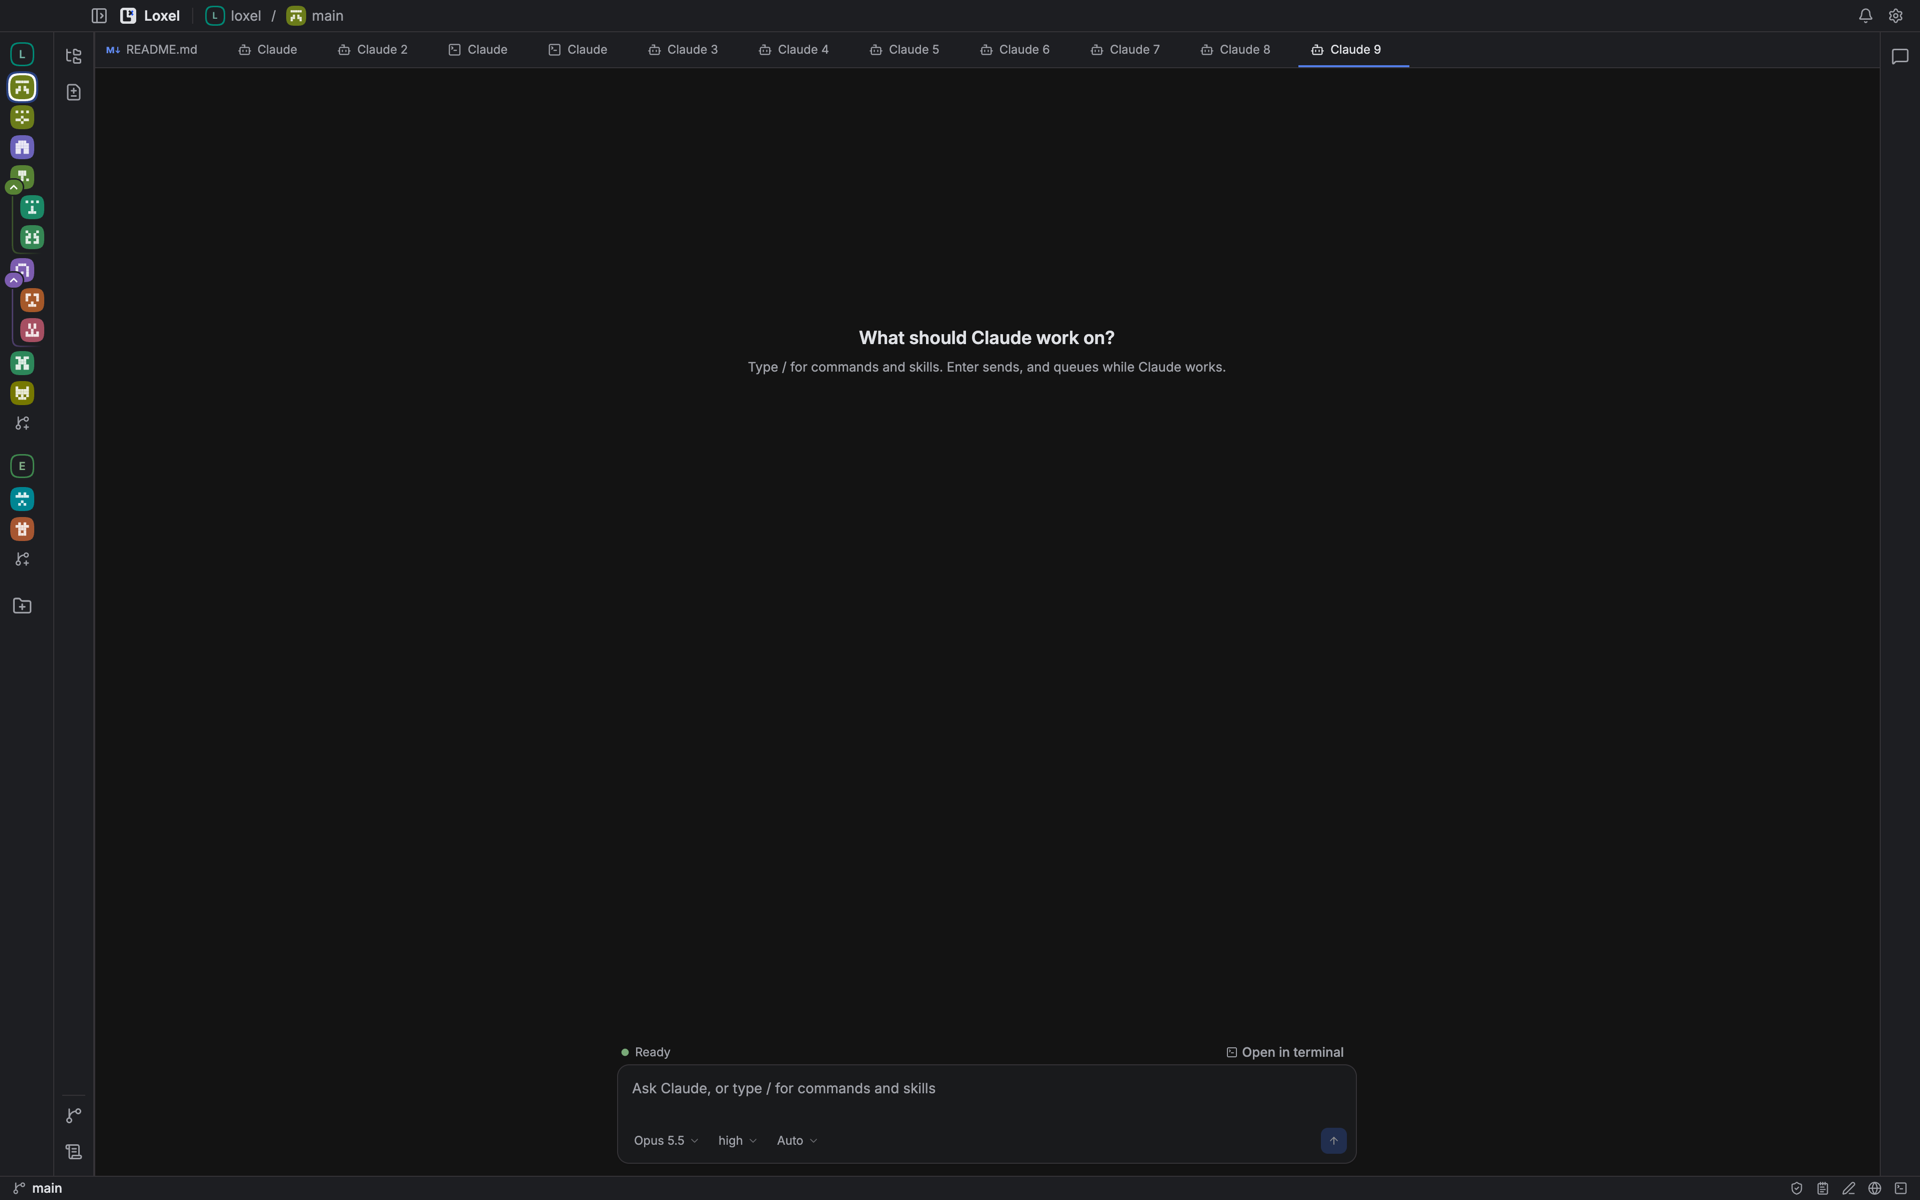 Loxel L loxel / main
L
M↓ README.md Claude Claude 2 Claude Claude Claude 3 Claude 4 Claude 5 Claude 6 Claude 7 Claude 8 Claude 9
What should Claude work on?
Type / for commands and skills. Enter sends, and queues while Claude works.
E
Ready Open in terminal
Ask Claude, or type / for commands and skills
Opus 5.5 high Auto
main